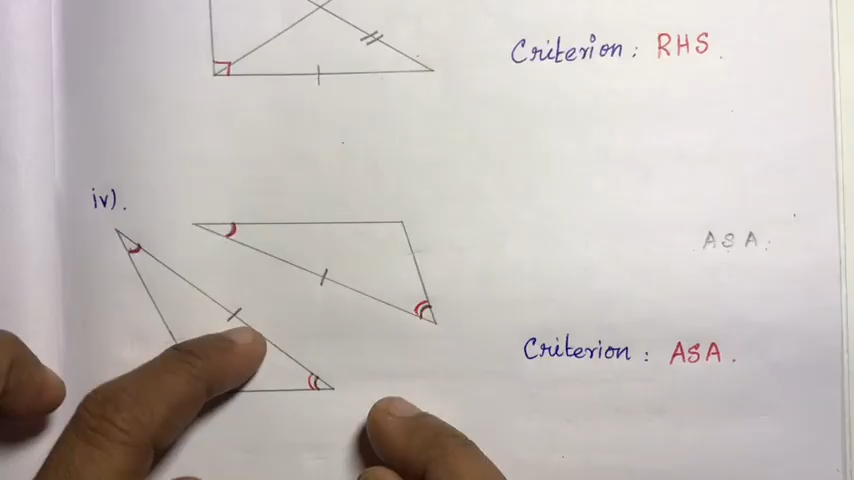 Criterion : RHS.
iv).
ASA.
Criterion : ASA.